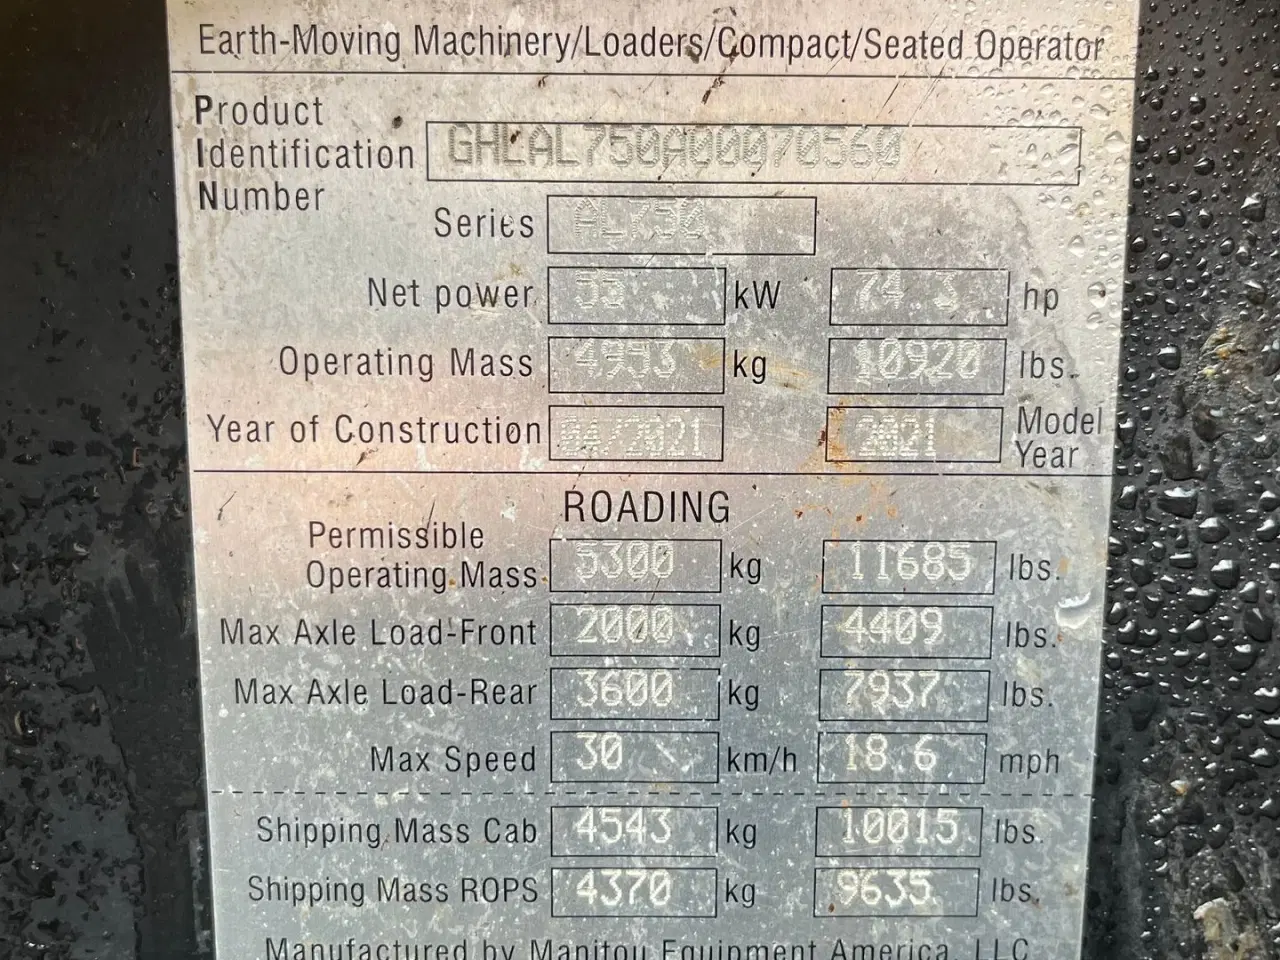 Earth-Moving Machinery/Loaders/Compact/Seated Operator
Product
Identification GHLAL750A00070560
Number
Series AL750
Net power 55 kW 74.3 hp
Operating Mass 4953 kg 10920 lbs.
Year of Construction 04/2021 2021 Model
Year
ROADING
Permissible
Operating Mass 5300 kg 11685 lbs.
Max Axle Load-Front 2000 kg 4409 lbs.
Max Axle Load-Rear 3600 kg 7937 lbs.
Max Speed 30 km/h 18.6 mph
Shipping Mass Cab 4543 kg 10015 lbs.
Shipping Mass ROPS 4370 kg 9635 lbs.
Manufactured by Manitou Equipment America, LLC